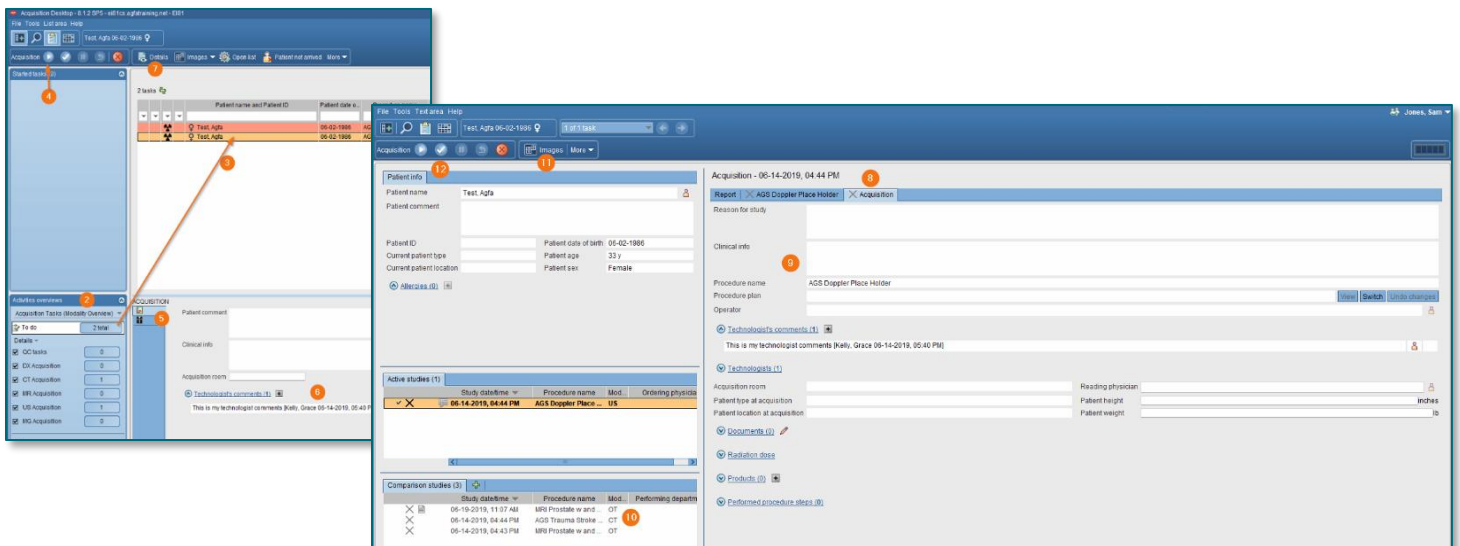 Acquisition Desktop - 8.1.2 SP5 - ei01cs.agfatraining.net - EI01
File Tools List area Help
Test, Agfa 06-02-1986
Acquisition
Details Images Open list Patient not arrived More
7
Started tasks (0)
4
2 tasks
Patient name and Patient ID Patient date o...
Test, Agfa 06-02-1986
Test, Agfa 06-02-1986
3
Activities overviews 2
Acquisition Tasks (Modality Overview)
To do 2 total
Details
QC tasks 0
DX Acquisition 0
CT Acquisition 1
MR Acquisition 0
US Acquisition 1
MG Acquisition 0
ACQUISITION
5
Patient comment
Clinical info
Acquisition room
Technologist's comments (1)
6
This is my technologist comments [Kelly, Grace 06-14-2019, 05:40 P
File Tools Text area Help
Jones, Sam
Test, Agfa 06-02-1986 1 of 1 task
Acquisition Images More
12 11
Patient info
Patient name Test, Agfa
Patient comment
Patient ID Patient date of birth 06-02-1986
Current patient type Patient age 33 y
Current patient location Patient sex Female
Allergies (0)
Active studies (1)
Study date/time Procedure name Mod... Ordering physicia
06-14-2019, 04:44 PM AGS Doppler Place ... US
Comparison studies (3)
Study date/time Procedure name Mod... Performing departm
06-19-2019, 11:07 AM MRI Prostate w and ... OT
06-14-2019, 04:44 PM AGS Trauma Stroke ... CT 10
06-14-2019, 04:43 PM MRI Prostate w and ... OT
Acquisition - 06-14-2019, 04:44 PM
8
Report AGS Doppler Place Holder Acquisition
Reason for study
Clinical info
9
Procedure name AGS Doppler Place Holder
Procedure plan View Switch Undo changes
Operator
Technologist's comments (1)
This is my technologist comments [Kelly, Grace 06-14-2019, 05:40 PM]
Technologists (1)
Acquisition room Reading physician
Patient type at acquisition Patient height inches
Patient location at acquisition Patient weight lb
Documents (0)
Radiation dose
Products (0)
Performed procedure steps (0)